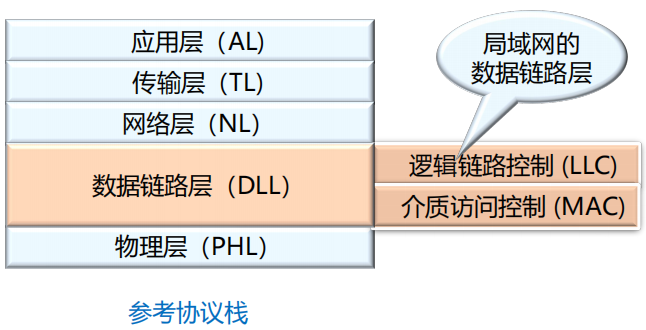 应用层（AL)
传输层（TL）
网络层（NL）
数据链路层（DLL）
物理层（PHL）
局域网的
数据链路层
逻辑链路控制 (LLC)
介质访问控制 (MAC)
参考协议栈